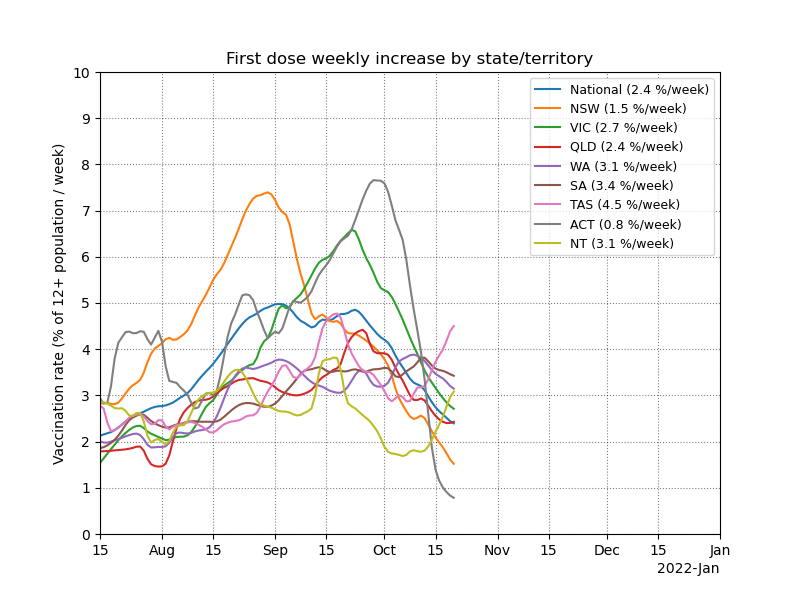 First dose weekly increase by state/territory
Vaccination rate (% of 12+ population / week)
10
9
8
7
6
5
4
3
2
1
0
National (2.4 %/week)
NSW (1.5 %/week)
VIC (2.7 %/week)
QLD (2.4 %/week)
WA (3.1 %/week)
SA (3.4 %/week)
TAS (4.5 %/week)
ACT (0.8 %/week)
NT (3.1 %/week)
15 Aug 15 Sep 15 Oct 15 Nov 15 Dec 15 Jan
2022-Jan